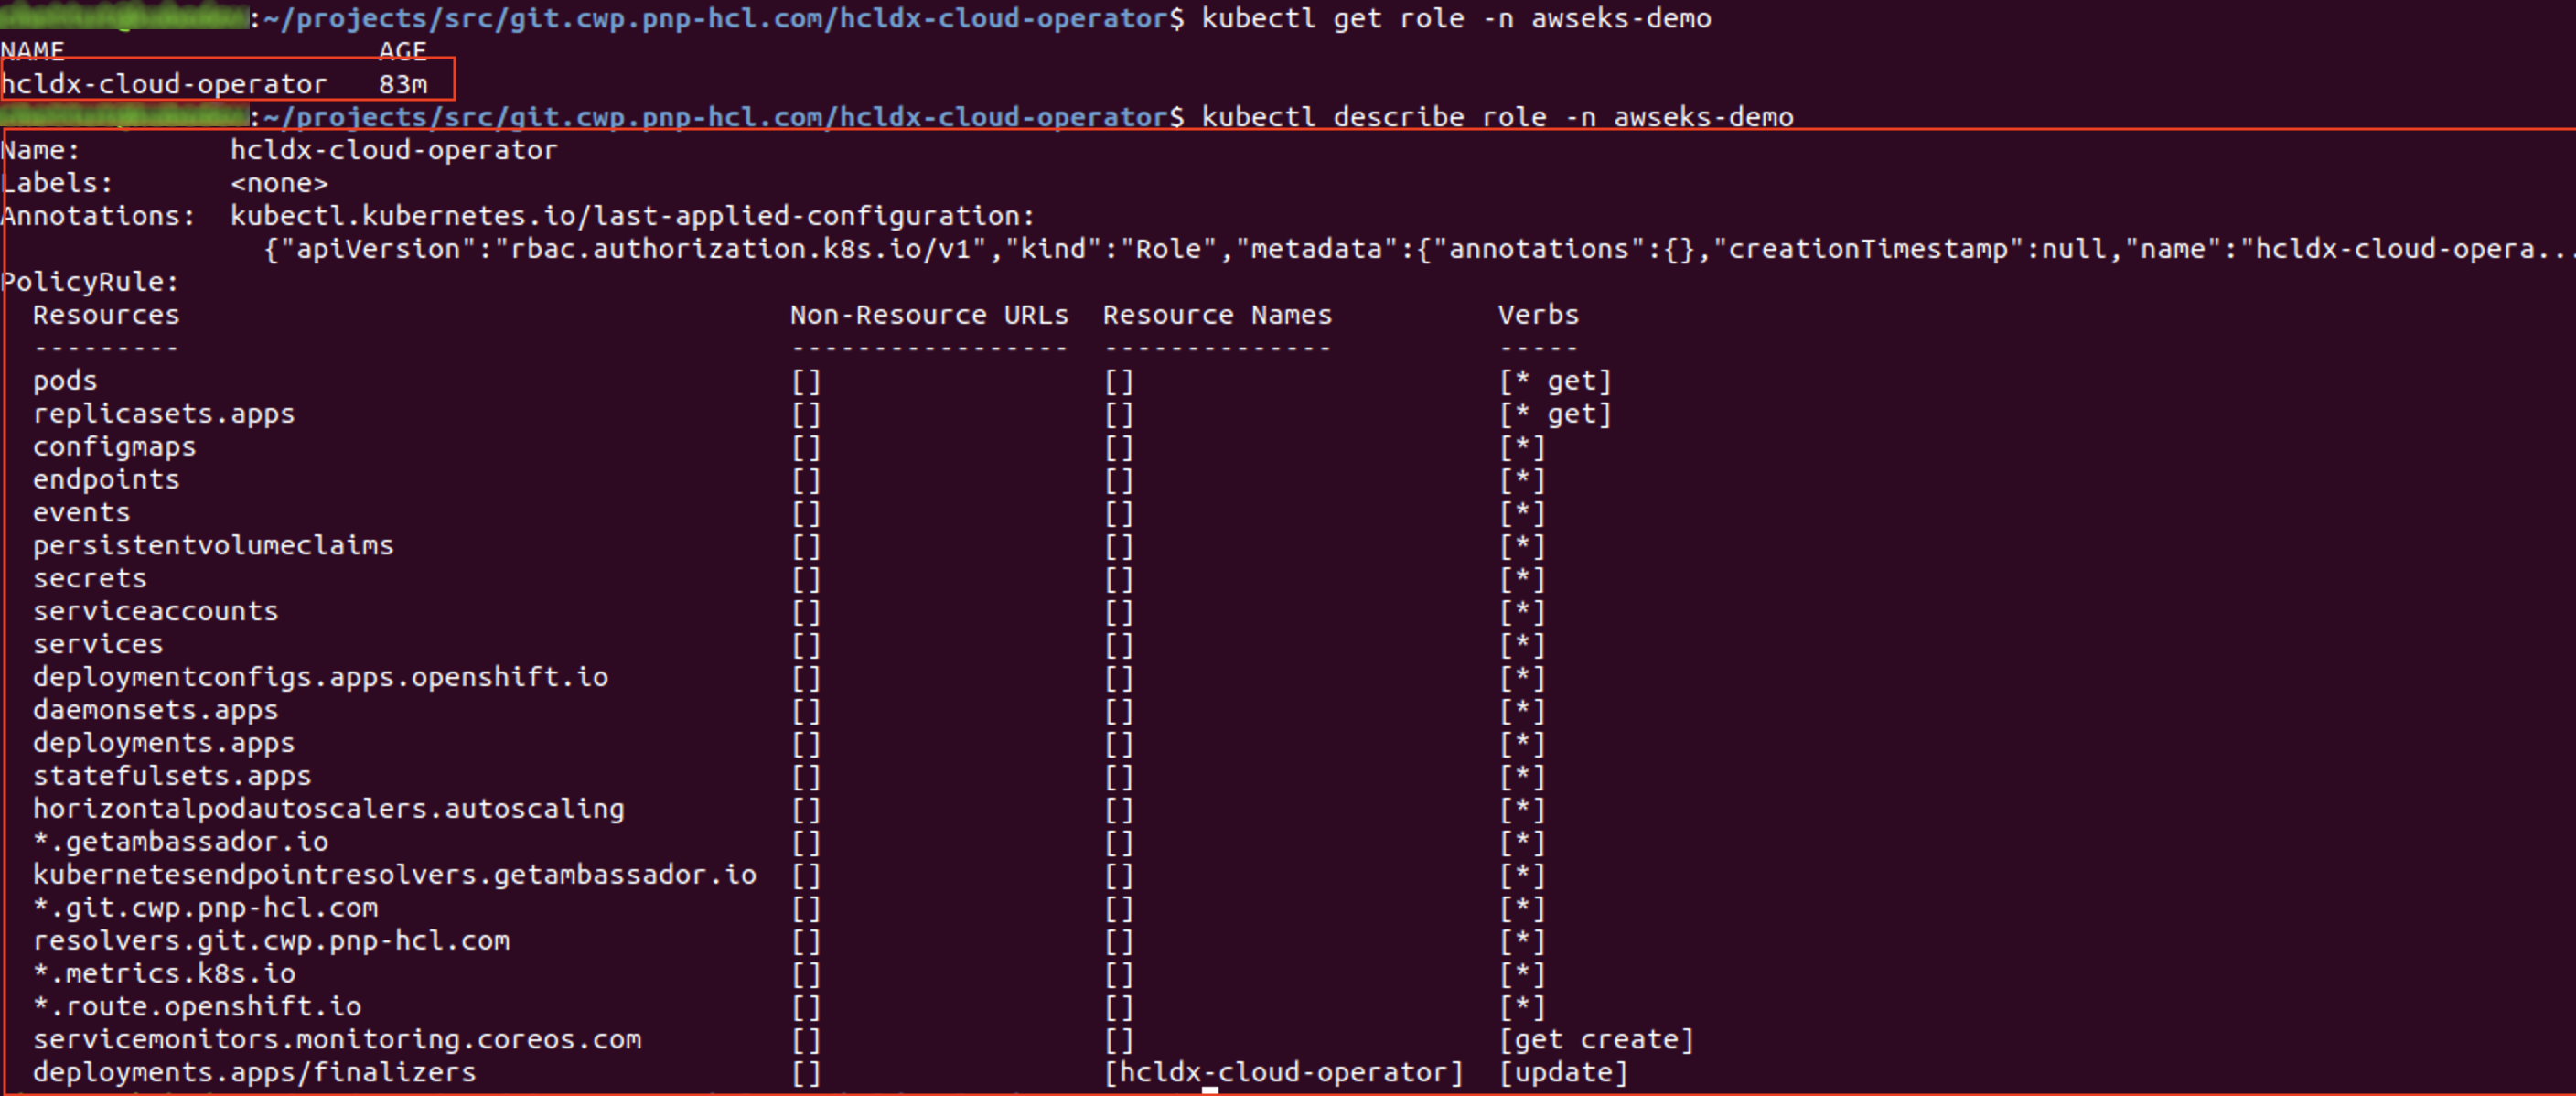 :~/projects/src/git.cwp.pnp-hcl.com/hcldx-cloud-operator$ kubectl get role -n awseks-demo
NAME                   AGE
hcldx-cloud-operator   83m
:~/projects/src/git.cwp.pnp-hcl.com/hcldx-cloud-operator$ kubectl describe role -n awseks-demo
Name:         hcldx-cloud-operator
Labels:       <none>
Annotations:  kubectl.kubernetes.io/last-applied-configuration:
                {"apiVersion":"rbac.authorization.k8s.io/v1","kind":"Role","metadata":{"annotations":{},"creationTimestamp":null,"name":"hcldx-cloud-opera...
PolicyRule:
  Resources                                    Non-Resource URLs  Resource Names          Verbs
  ---------                                    -----------------  --------------          -----
  pods                                         []                 []                      [* get]
  replicasets.apps                             []                 []                      [* get]
  configmaps                                   []                 []                      [*]
  endpoints                                    []                 []                      [*]
  events                                       []                 []                      [*]
  persistentvolumeclaims                       []                 []                      [*]
  secrets                                      []                 []                      [*]
  serviceaccounts                              []                 []                      [*]
  services                                     []                 []                      [*]
  deploymentconfigs.apps.openshift.io          []                 []                      [*]
  daemonsets.apps                              []                 []                      [*]
  deployments.apps                             []                 []                      [*]
  statefulsets.apps                            []                 []                      [*]
  horizontalpodautoscalers.autoscaling         []                 []                      [*]
  *.getambassador.io                           []                 []                      [*]
  kubernetesendpointresolvers.getambassador.io []                 []                      [*]
  *.git.cwp.pnp-hcl.com                        []                 []                      [*]
  resolvers.git.cwp.pnp-hcl.com                []                 []                      [*]
  *.metrics.k8s.io                             []                 []                      [*]
  *.route.openshift.io                         []                 []                      [*]
  servicemonitors.monitoring.coreos.com        []                 []                      [get create]
  deployments.apps/finalizers                  []                 [hcldx-cloud-operator]  [update]